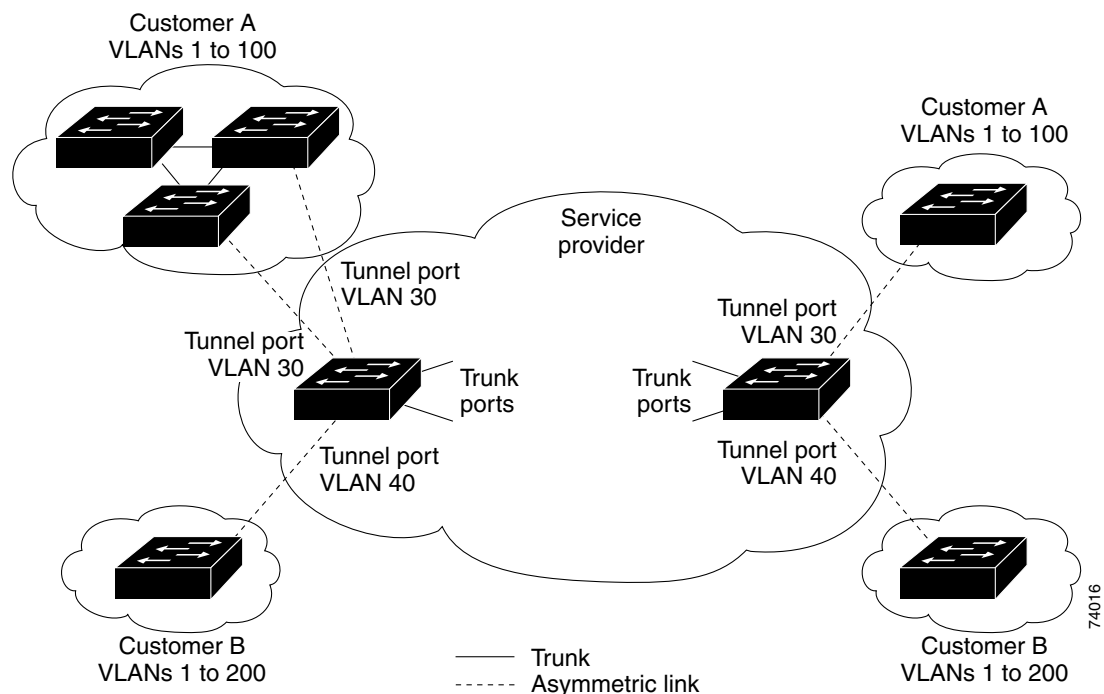 Customer A
VLANs 1 to 100
Customer A
VLANs 1 to 100
Service
provider
Tunnel port
VLAN 30
Tunnel port
VLAN 30
Tunnel port
VLAN 30
Trunk
ports
Trunk
ports
Tunnel port
VLAN 40
Tunnel port
VLAN 40
Customer B
VLANs 1 to 200
Customer B
VLANs 1 to 200
74016
Trunk
Asymmetric link